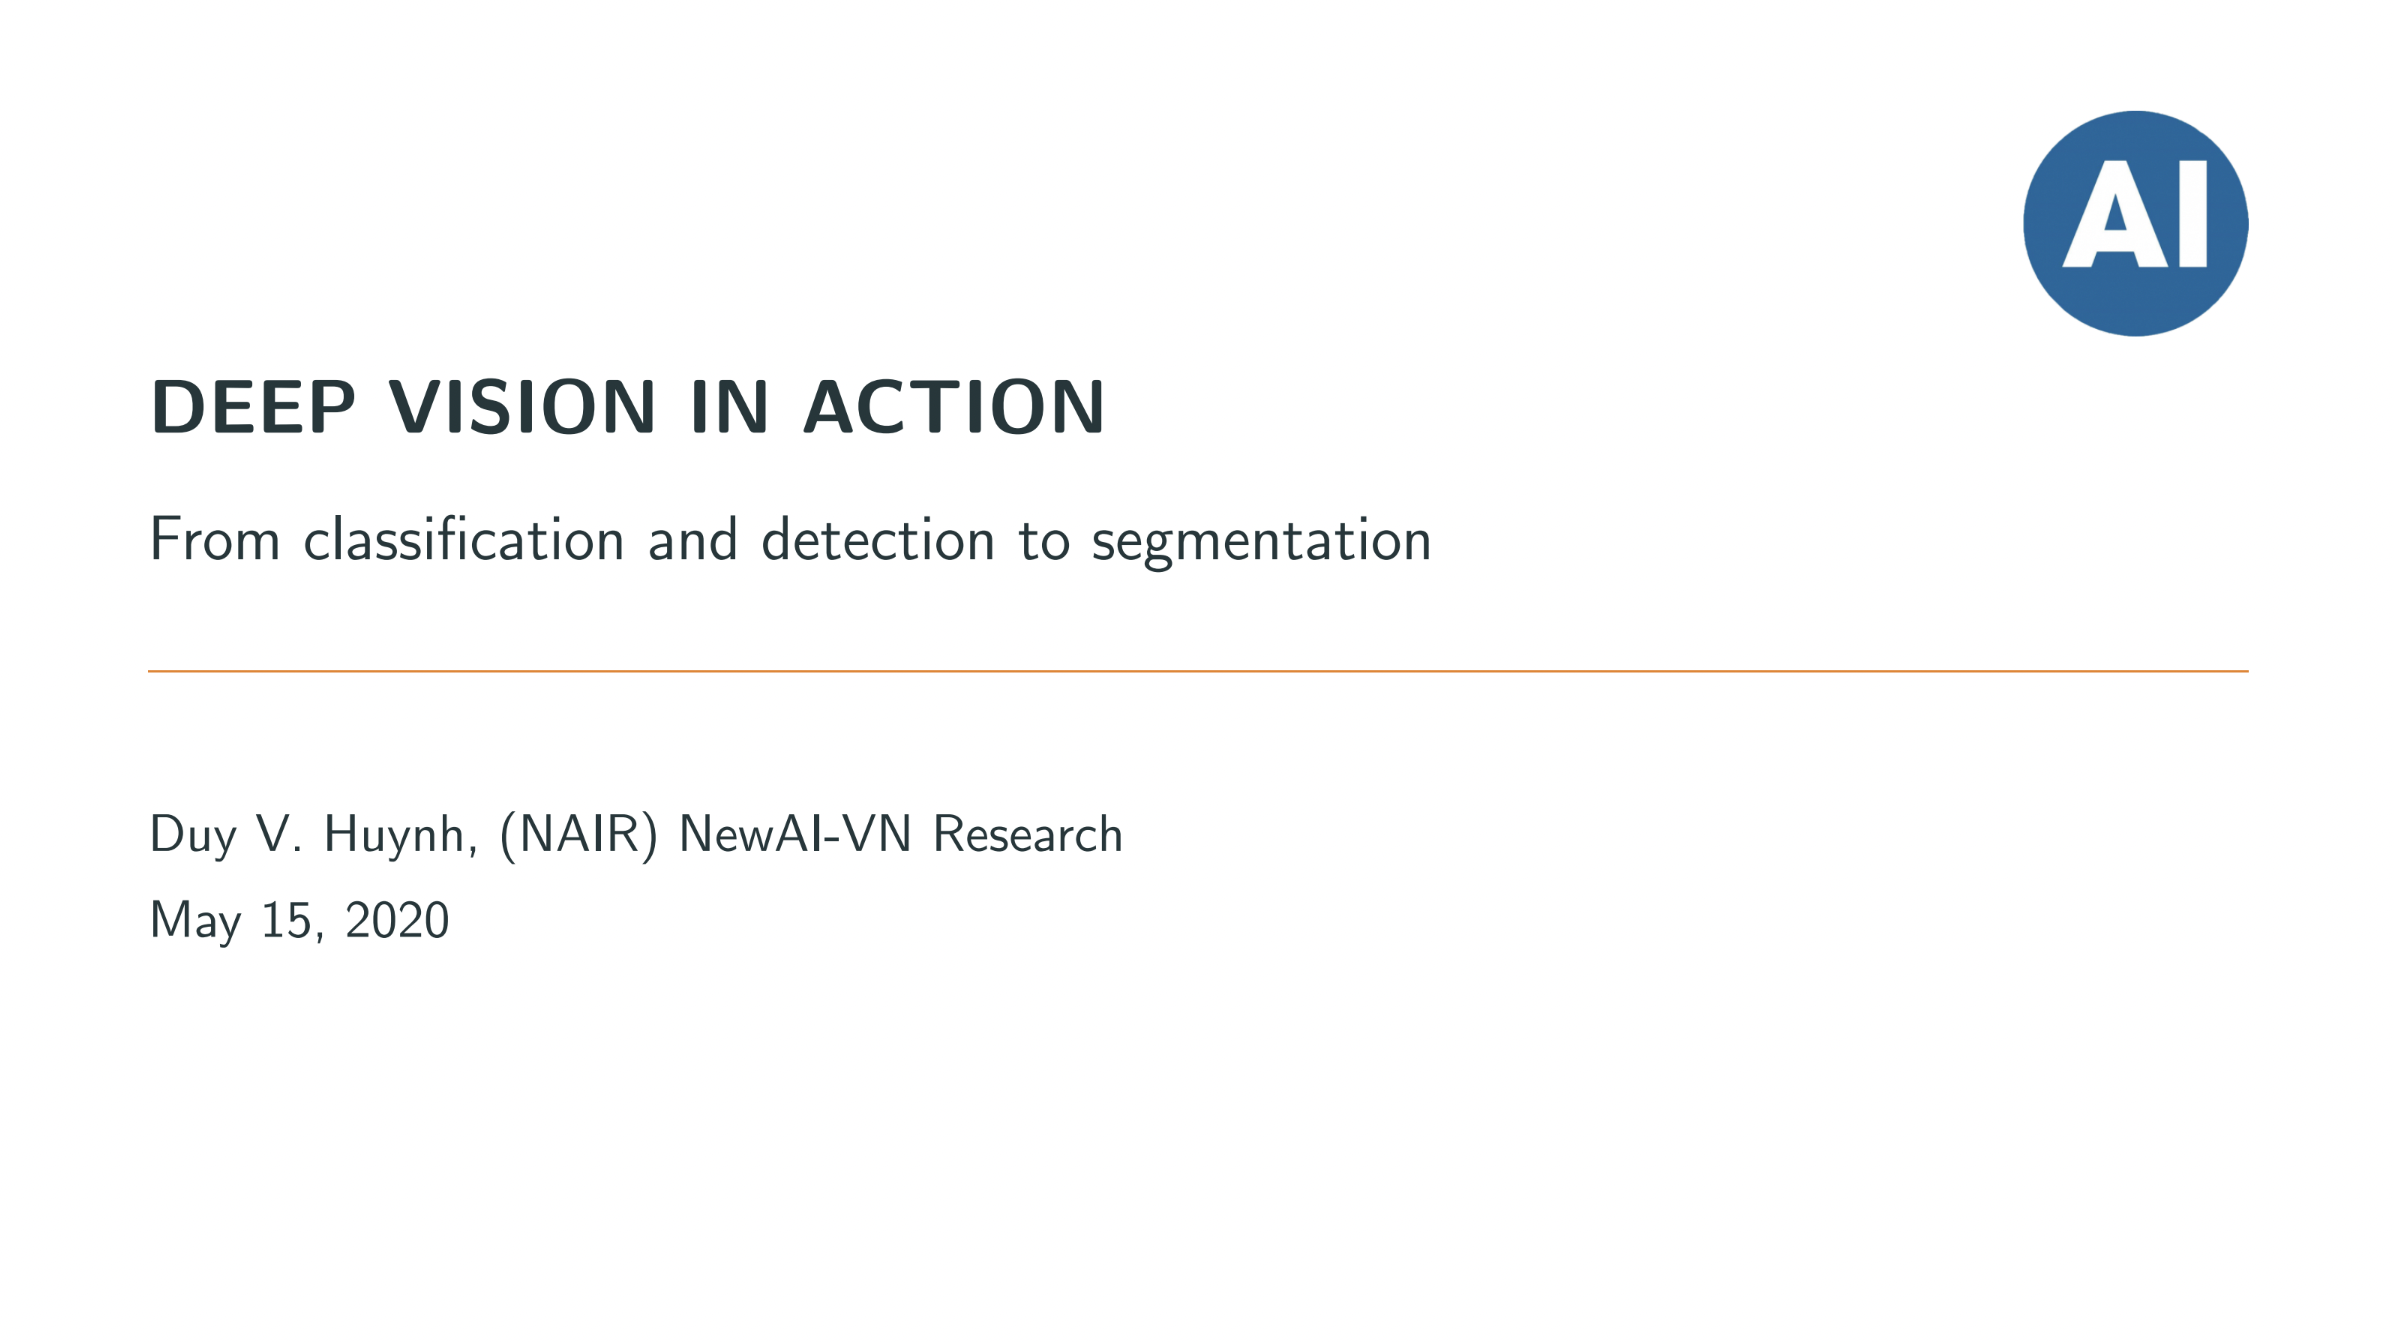 AI
DEEP VISION IN ACTION
From classification and detection to segmentation
Duy V. Huynh, (NAIR) NewAI-VN Research
May 15, 2020